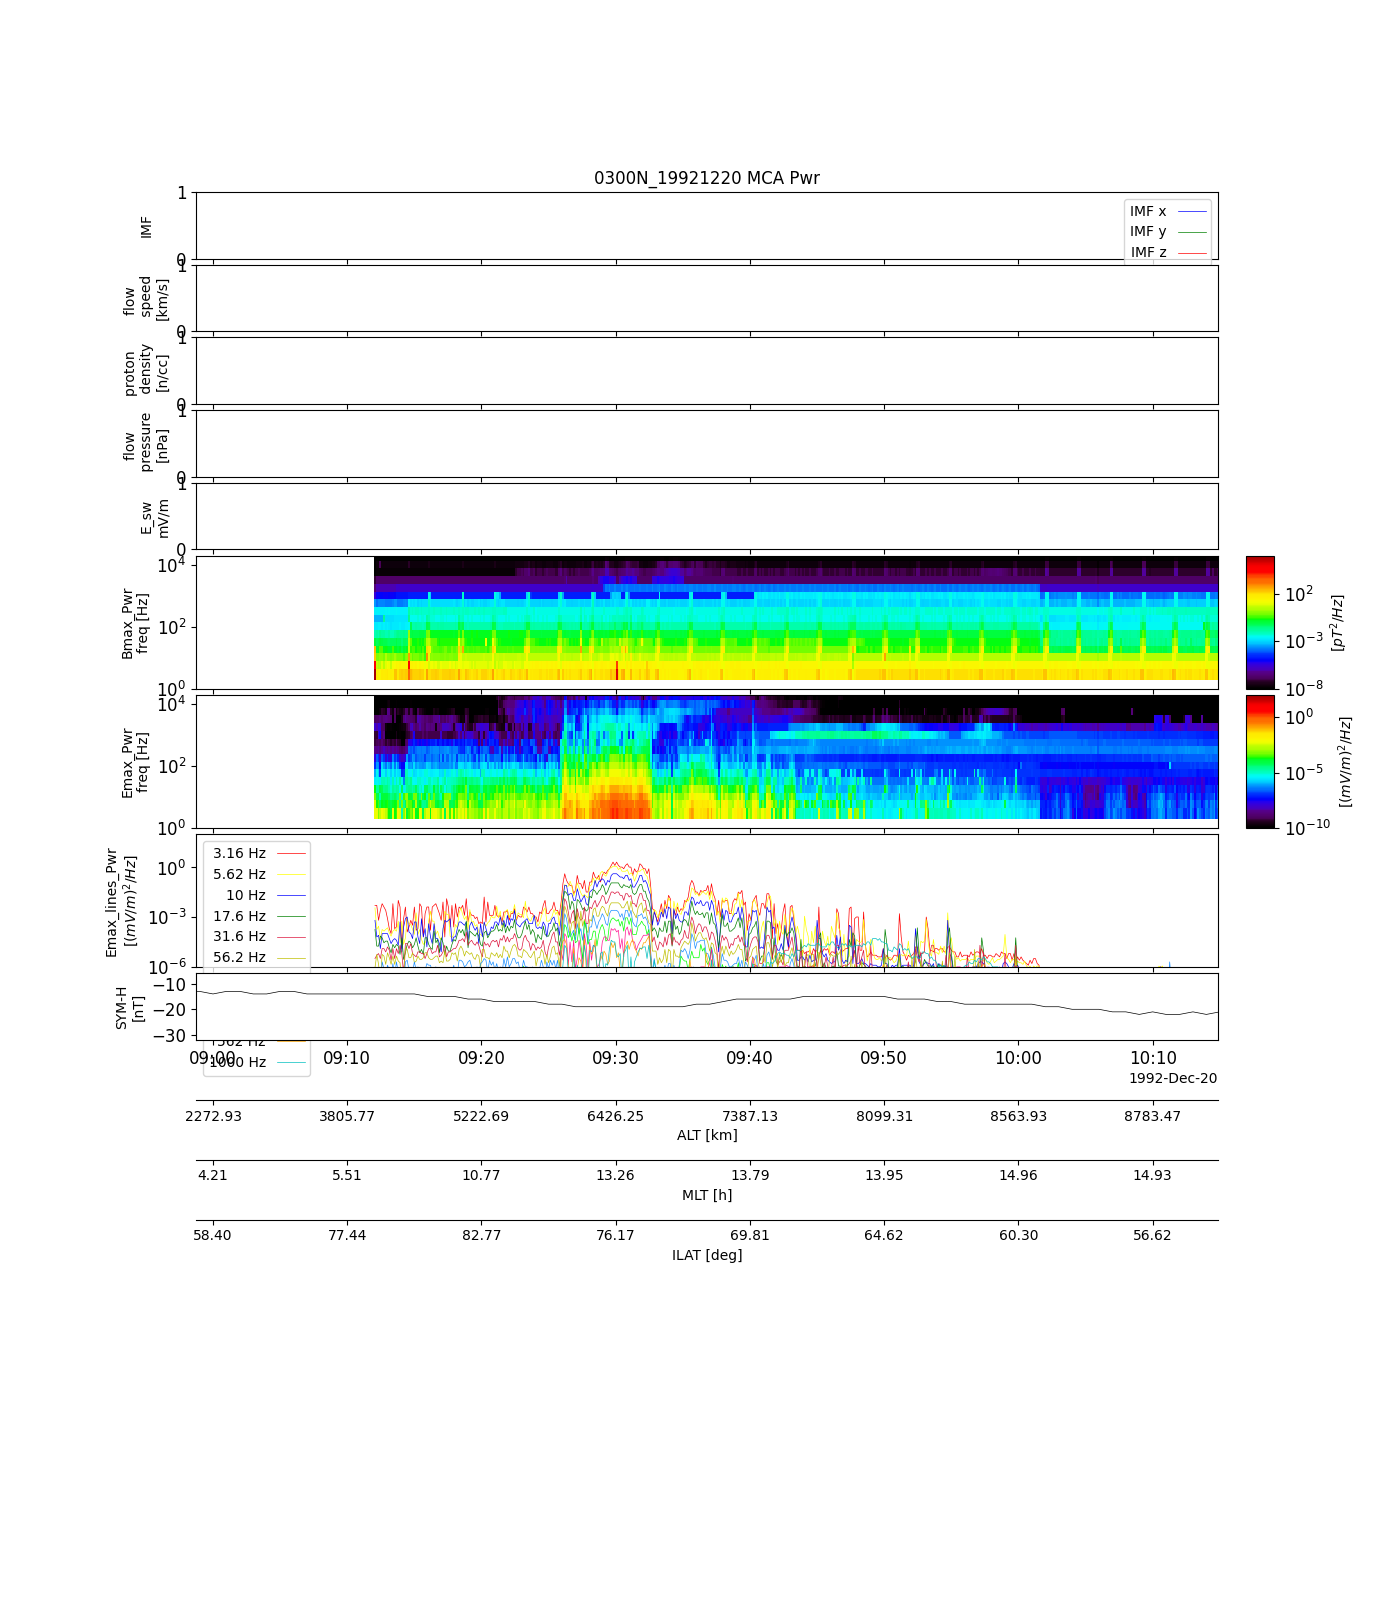 0300N_19921220 MCA Pwr
1
IMF
0
IMF x
IMF y
IMF z
1
flow
speed
[km/s]
0
1
proton
density
[n/cc]
0
1
flow
pressure
[nPa]
0
1
E_sw
mV/m
0
10^4
10^2
10^0
Bmax_Pwr
freq [Hz]
10^2
10^-3
10^-8
[pT^2/Hz]
10^4
10^2
10^0
Emax_Pwr
freq [Hz]
10^0
10^-5
10^-10
[(mV/m)^2/Hz]
10^0
10^-3
10^-6
Emax_lines_Pwr
[(mV/m)^2/Hz]
3.16 Hz
5.62 Hz
10 Hz
17.6 Hz
31.6 Hz
56.2 Hz
562 Hz
1000 Hz
−10
−20
−30
SYM-H
[nT]
09:00 09:10 09:20 09:30 09:40 09:50 10:00 10:10
1992-Dec-20
2272.93 3805.77 5222.69 6426.25 7387.13 8099.31 8563.93 8783.47
ALT [km]
4.21 5.51 10.77 13.26 13.79 13.95 14.96 14.93
MLT [h]
58.40 77.44 82.77 76.17 69.81 64.62 60.30 56.62
ILAT [deg]